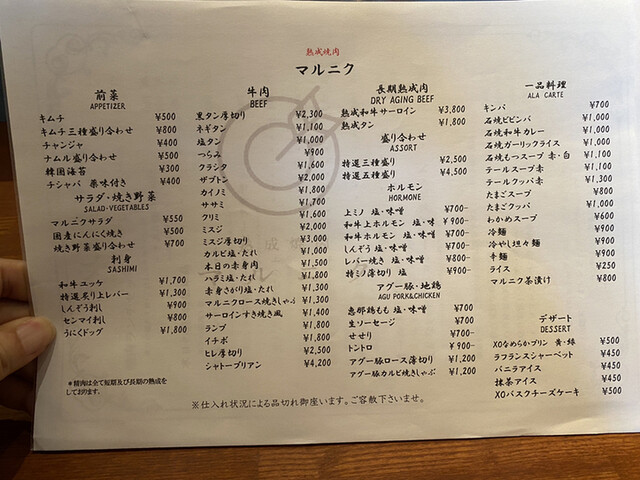 熟成焼肉
マルニク
前菜
APPETIZER
キムチ ¥500
キムチ三種盛り合わせ ¥800
チャンジャ ¥400
ナムル盛り合わせ ¥500
韓国海苔 ¥300
チシャバ 薬味付き ¥400
サラダ・焼き野菜
SALAD・VEGETABLES
マルニクサラダ ¥550
国産にんにく焼き ¥500
焼き野菜盛り合わせ ¥700
刺身
SASHIMI
和牛ユッケ ¥1,700
特選炙り上レバー ¥1,300
しんぞう刺し ¥900
センマイ刺し ¥800
うにくドッグ ¥1,800
*精肉は全て短期及び長期の熟成を
しております。
牛肉
BEEF
黒タン厚切り ¥2,300
ネギタン ¥1,100
塩タン ¥1,000
つらみ ¥900
クラシタ ¥1,600
ザブトン ¥2,000
カイノミ ¥1,800
ササミ ¥1,700
クリミ ¥1,600
ミスジ ¥2,000
ミスジ厚切り ¥3,000
カルビ塩・たれ ¥1,000
本日の赤身肉 ¥1,500
ハラミ塩・たれ ¥1,800
赤身さがり塩・たれ ¥1,300
マルニクロース焼きしゃぶ ¥1,300
サーロインすき焼き風 ¥1,400
ランプ ¥1,700
イチボ ¥1,800
ヒレ厚切り ¥2,500
シャトーブリアン ¥4,200
長期熟成肉
DRY AGING BEEF
熟成和牛サーロイン ¥3,800
熟成タン ¥1,800
盛り合わせ
ASSORT
特選三種盛り ¥2,500
特選五種盛り ¥4,500
ホルモン
HORMONE
上ミノ 塩・味噌 ¥700-
和牛上ホルモン 塩・味噌 ¥900-
和牛ホルモン 塩・味噌 ¥700-
しんぞう 塩・味噌 ¥700-
レバー焼き 塩・味噌 ¥800-
特ミノ薄切り 塩 ¥900-
アグー豚・地鶏
AGU PORK&CHICKEN
恵那鶏もも 塩・味噌 ¥700-
生ソーセージ ¥700-
せせり ¥700-
トントロ ¥900-
アグー豚ロース薄切り ¥1,200
アグー豚カルビ焼きしゃぶ ¥1,200
一品料理
ALA CARTE
キンパ ¥700
石焼ビビンバ ¥1,000
石焼和牛カレー ¥1,000
石焼ガーリックライス ¥1,000
石焼もつスープ 赤・白 ¥1,100
テールスープ ¥1,100
テールクッパ ¥1,300
たまごスープ ¥800
たまごクッパ ¥1,000
わかめスープ ¥600
冷麺 ¥900
冷やし坦々麺 ¥900
辛麺 ¥900
ライス ¥250
マルニク茶漬け ¥800
デザート
DESSERT
XOなめらかプリン 黄・緑 ¥500
ラフランスシャーベット ¥450
バニラアイス ¥450
抹茶アイス ¥450
XOバスクチーズケーキ ¥500
※仕入れ状況による品切れ御座います。ご容赦下さいませ。